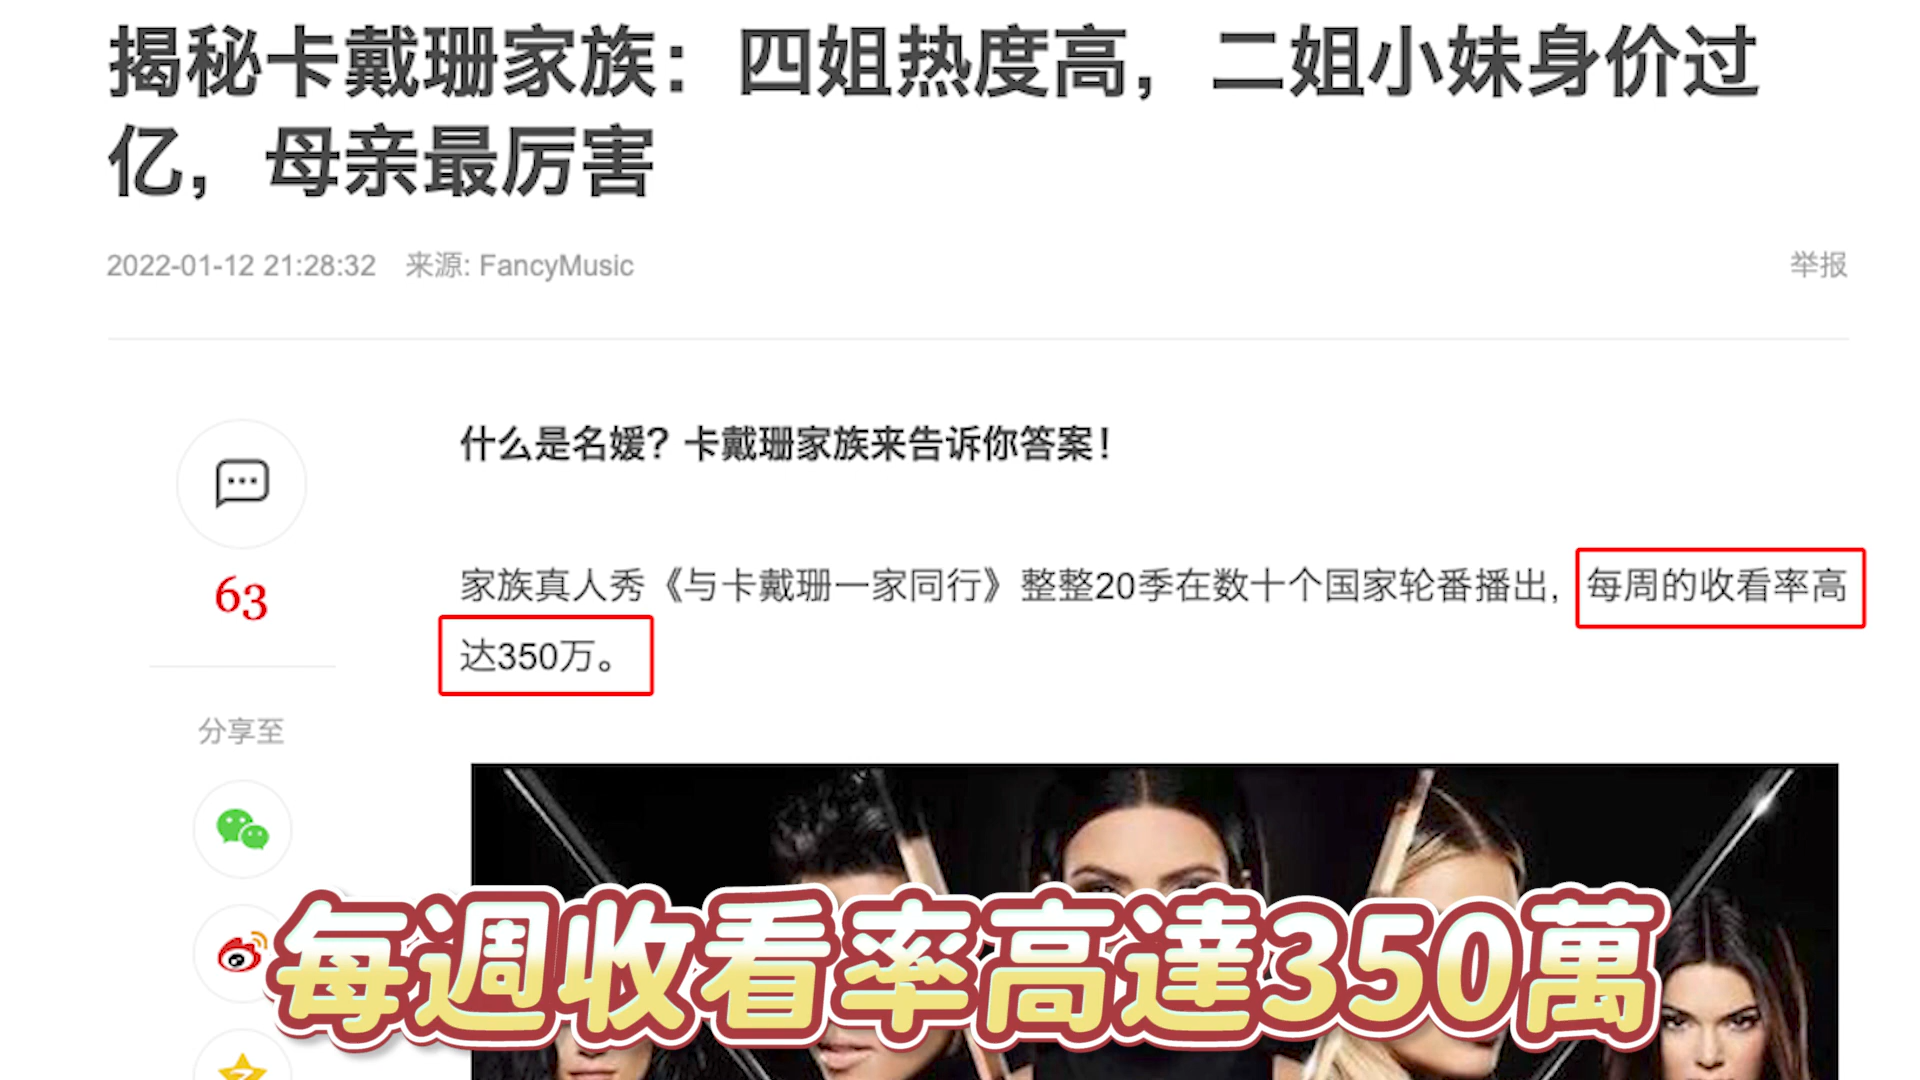 揭秘卡戴珊家族：四姐热度高，二姐小妹身价过
亿，母亲最厉害
2022-01-12 21:28:32 来源: FancyMusic
举报
什么是名媛？卡戴珊家族来告诉你答案！
63
家族真人秀《与卡戴珊一家同行》整整20季在数十个国家轮番播出，每周的收看率高
达350万。
分享至
每週收看率高達350萬